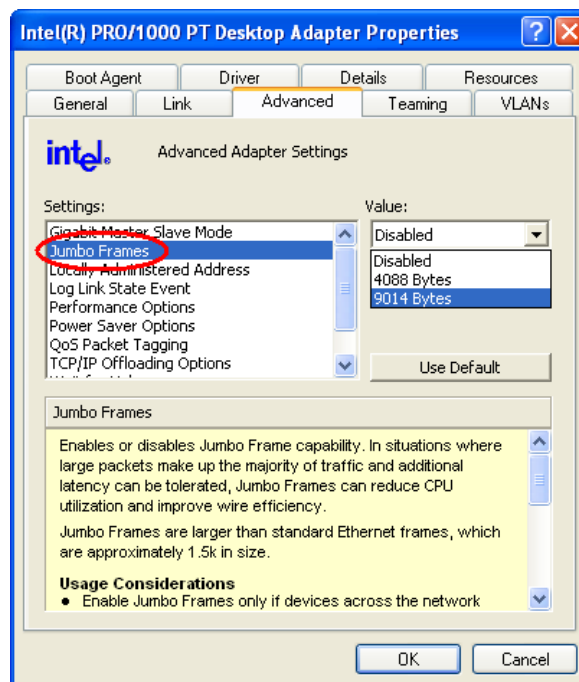 Intel(R) PRO/1000 PT Desktop Adapter Properties
Boot Agent Driver Details Resources
General Link Advanced Teaming VLANs
intel. Advanced Adapter Settings
Settings: Value:
Gigabit Master Slave Mode
Disabled
Jumbo Frames
Disabled
Locally Administered Address
4088 Bytes
Log Link State Event
9014 Bytes
Performance Options
Power Saver Options
QoS Packet Tagging
TCP/IP Offloading Options
Use Default
Jumbo Frames
Enables or disables Jumbo Frame capability. In situations where
large packets make up the majority of traffic and additional
latency can be tolerated, Jumbo Frames can reduce CPU
utilization and improve wire efficiency.
Jumbo Frames are larger than standard Ethernet frames, which
are approximately 1.5k in size.
Usage Considerations
• Enable Jumbo Frames only if devices across the network
OK Cancel